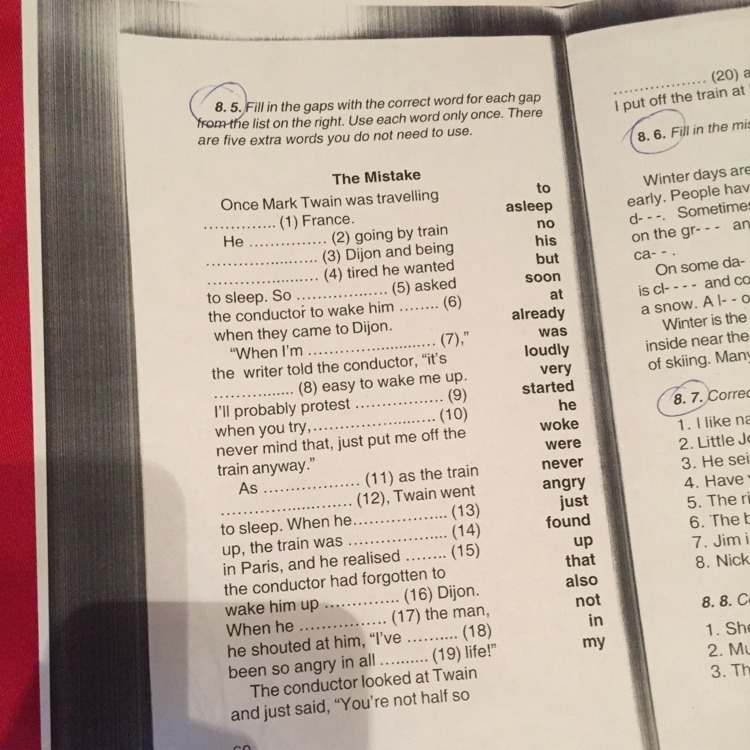 8. 5. Fill in the gaps with the correct word for each gap
from the list on the right. Use each word only once. There
are five extra words you do not need to use.
The Mistake
Once Mark Twain was travelling
.............. (1) France.
He ............... (2) going by train
...................... (3) Dijon and being
...................... (4) tired he wanted
to sleep. So .................. (5) asked
the conductor to wake him ........ (6)
when they came to Dijon.
“When I'm ......................... (7),”
the writer told the conductor, “it's
............... (8) easy to wake me up.
I'll probably protest ................. (9)
when you try,........................ (10)
never mind that, just put me off the
train anyway.”
As ................... (11) as the train
.......................... (12), Twain went
to sleep. When he.................. (13)
up, the train was ................... (14)
in Paris, and he realised ........ (15)
the conductor had forgotten to
wake him up .............. (16) Dijon.
When he ................ (17) the man,
he shouted at him, “I've .......... (18)
been so angry in all .......... (19) life!”
The conductor looked at Twain
and just said, “You're not half so
to
asleep
no
his
but
soon
at
already
was
loudly
very
started
he
woke
were
never
angry
just
found
up
that
also
not
in
my
.................. (20) a
I put off the train at
8. 6. Fill in the mis
Winter days are
early. People hav
d- - -. Sometimes
on the gr- - - an
ca- - .
On some da-
is cl- - - - and co
a snow. A l- - o
Winter is the
inside near the
of skiing. Many
8. 7. Correc
1. I like na
2. Little Jo
3. He sei
4. Have
5. The ri
6. The b
7. Jim i
8. Nick
8. 8. C
1. She
2. Mu
3. Th